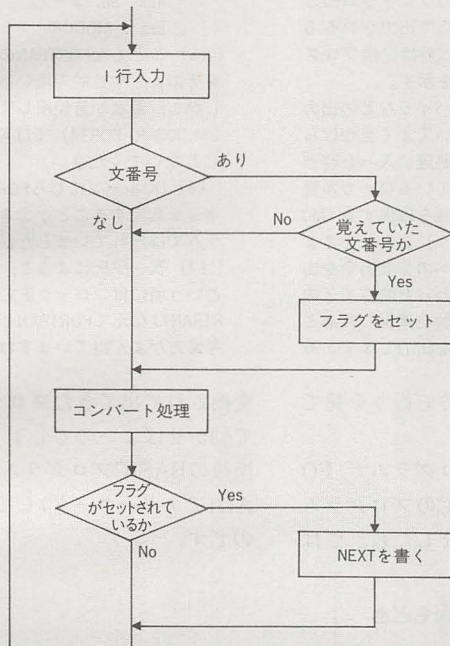 1行入力
文番号
あり
なし
No
覚えていた
文番号か
Yes
フラグをセット
コンバート処理
フラグ
がセットされて
いるか
Yes
No
NEXTを書く